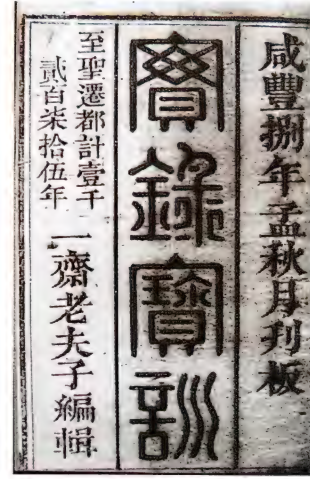 咸豐捌年孟秋月刊板
實錄寶訓
至聖遷都計壹千
貳百柒拾伍年
一齋老夫子編輯